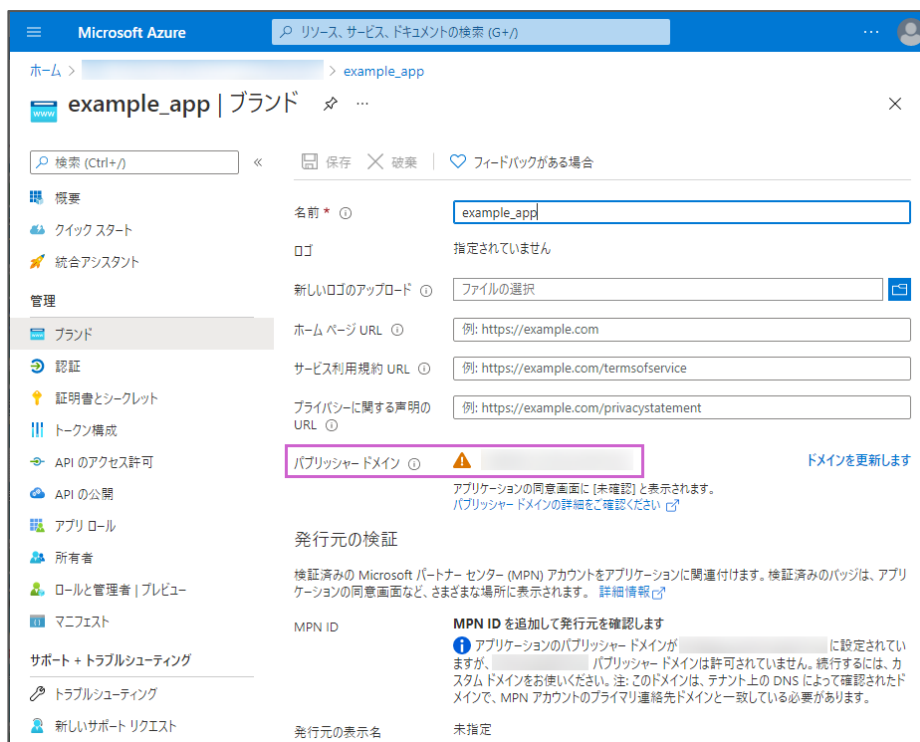 Microsoft Azure
リソース、サービス、ドキュメントの検索 (G+/)
ホーム > > example_app
www
example_app | ブランド
検索 (Ctrl+/)
概要
クイック スタート
統合アシスタント
管理
ブランド
認証
証明書とシークレット
トークン構成
API のアクセス許可
API の公開
アプリ ロール
所有者
ロールと管理者 | プレビュー
マニフェスト
サポート + トラブルシューティング
トラブルシューティング
新しいサポート リクエスト
保存 破棄 フィードバックがある場合
名前 * example_app
ロゴ 指定されていません
新しいロゴのアップロード ファイルの選択
ホーム ページ URL 例: https://example.com
サービス利用規約 URL 例: https://example.com/termsofservice
プライバシーに関する声明の
URL 例: https://example.com/privacystatement
パブリッシャー ドメイン ドメインを更新します
アプリケーションの同意画面に [未確認] と表示されます。
パブリッシャー ドメインの詳細をご確認ください
発行元の検証
検証済みの Microsoft パートナー センター (MPN) アカウントをアプリケーションに関連付けます。検証済みのバッジは、アプリ
ケーションの同意画面など、さまざまな場所に表示されます。 詳細情報
MPN ID MPN ID を追加して発行元を確認します
アプリケーションのパブリッシャー ドメインが に設定されてい
ますが、 パブリッシャー ドメインは許可されていません。続行するには、カ
スタム ドメインをお使いください。注: このドメインは、テナント上の DNS によって確認されたド
メインで、MPN アカウントのプライマリ連絡先ドメインと一致している必要があります。
発行元の表示名 未指定